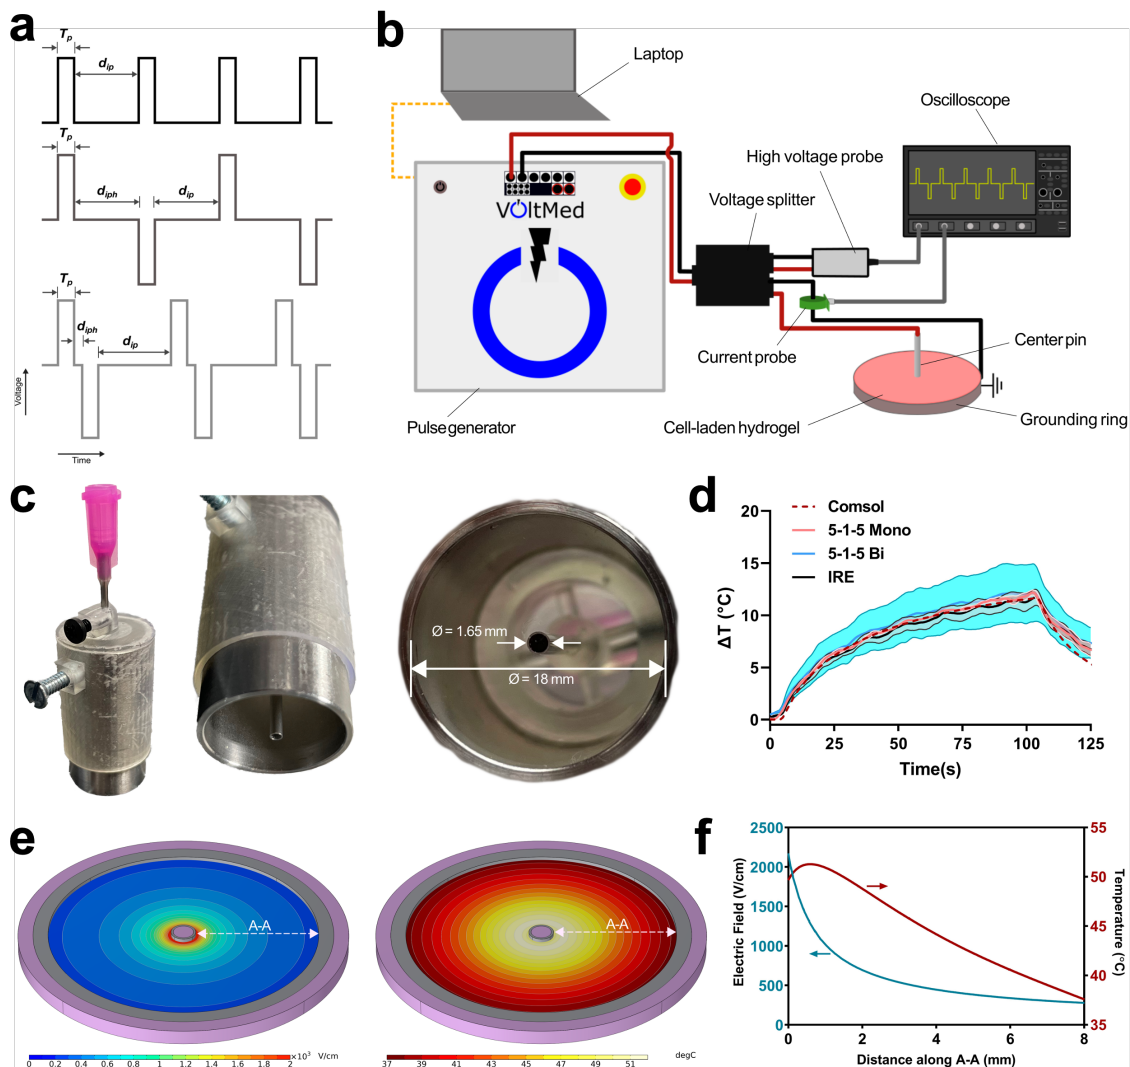 a
Tp
dip
Tp
diph
dip
Tp
diph
dip
Voltage
Time
b
Laptop
Oscilloscope
High voltage probe
Voltage splitter
VoltMed
Current probe
Center pin
Pulse generator
Cell-laden hydrogel
Grounding ring
c
Ø = 1.65 mm
Ø = 18 mm
d
Comsol
5-1-5 Mono
5-1-5 Bi
IRE
20
15
10
5
0
ΔT (°C)
0 25 50 75 100 125
Time(s)
e
A-A
A-A
×10³ V/cm
0 0.2 0.4 0.6 0.8 1 1.2 1.4 1.6 1.8 2
degC
37 39 41 43 45 47 49 51
f
2500
2000
1500
1000
500
0
Electric Field (V/cm)
55
50
45
40
35
Temperature (°C)
0 2 4 6 8
Distance along A-A (mm)